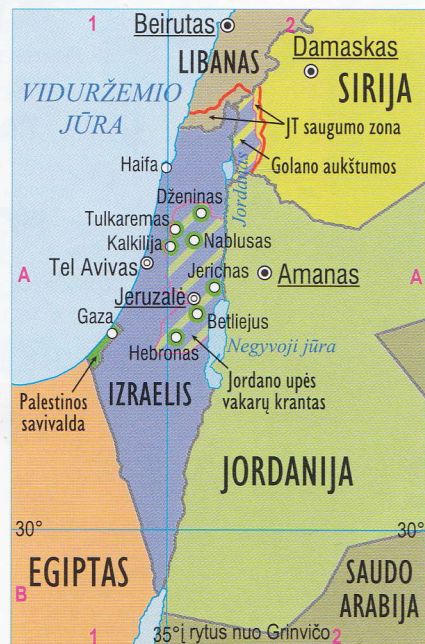 1
2
Beirutas
LIBANAS
Damaskas
SIRIJA
VIDURŽEMIO
JŪRA
JT saugumo zona
Golano aukštumos
Haifa
Jordanas
Dženinas
Tulkaremas
Kalkilija
Nablusas
A
Tel Avivas
Jerichas
Amanas
A
Jeruzalė
Gaza
Betliejus
Hebronas
Negyvoji jūra
Palestinos
savivalda
IZRAELIS
Jordano upės
vakarų krantas
JORDANIJA
30°
30°
EGIPTAS
B
SAUDO
ARABIJA
1
35°į rytus nuo Grinvičo
2